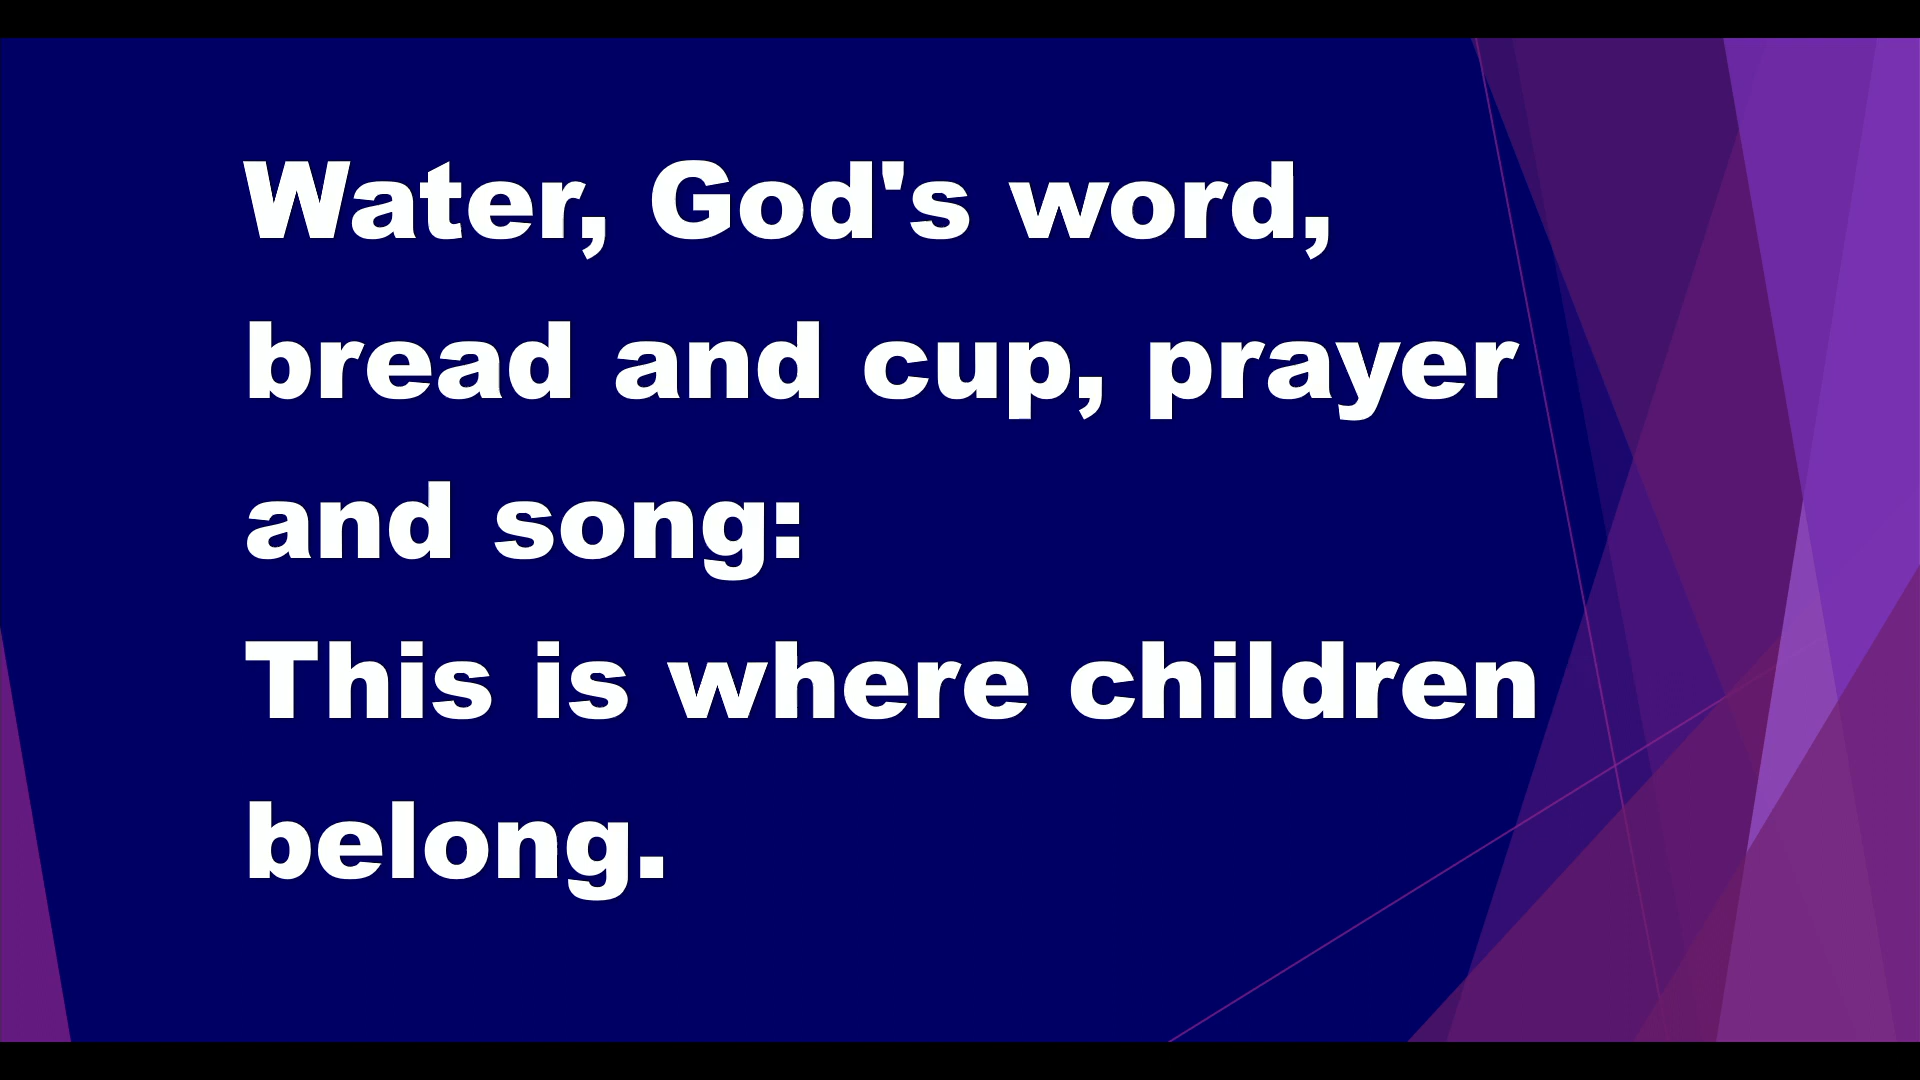 Water, God's word,
bread and cup, prayer
and song:
This is where children
belong.